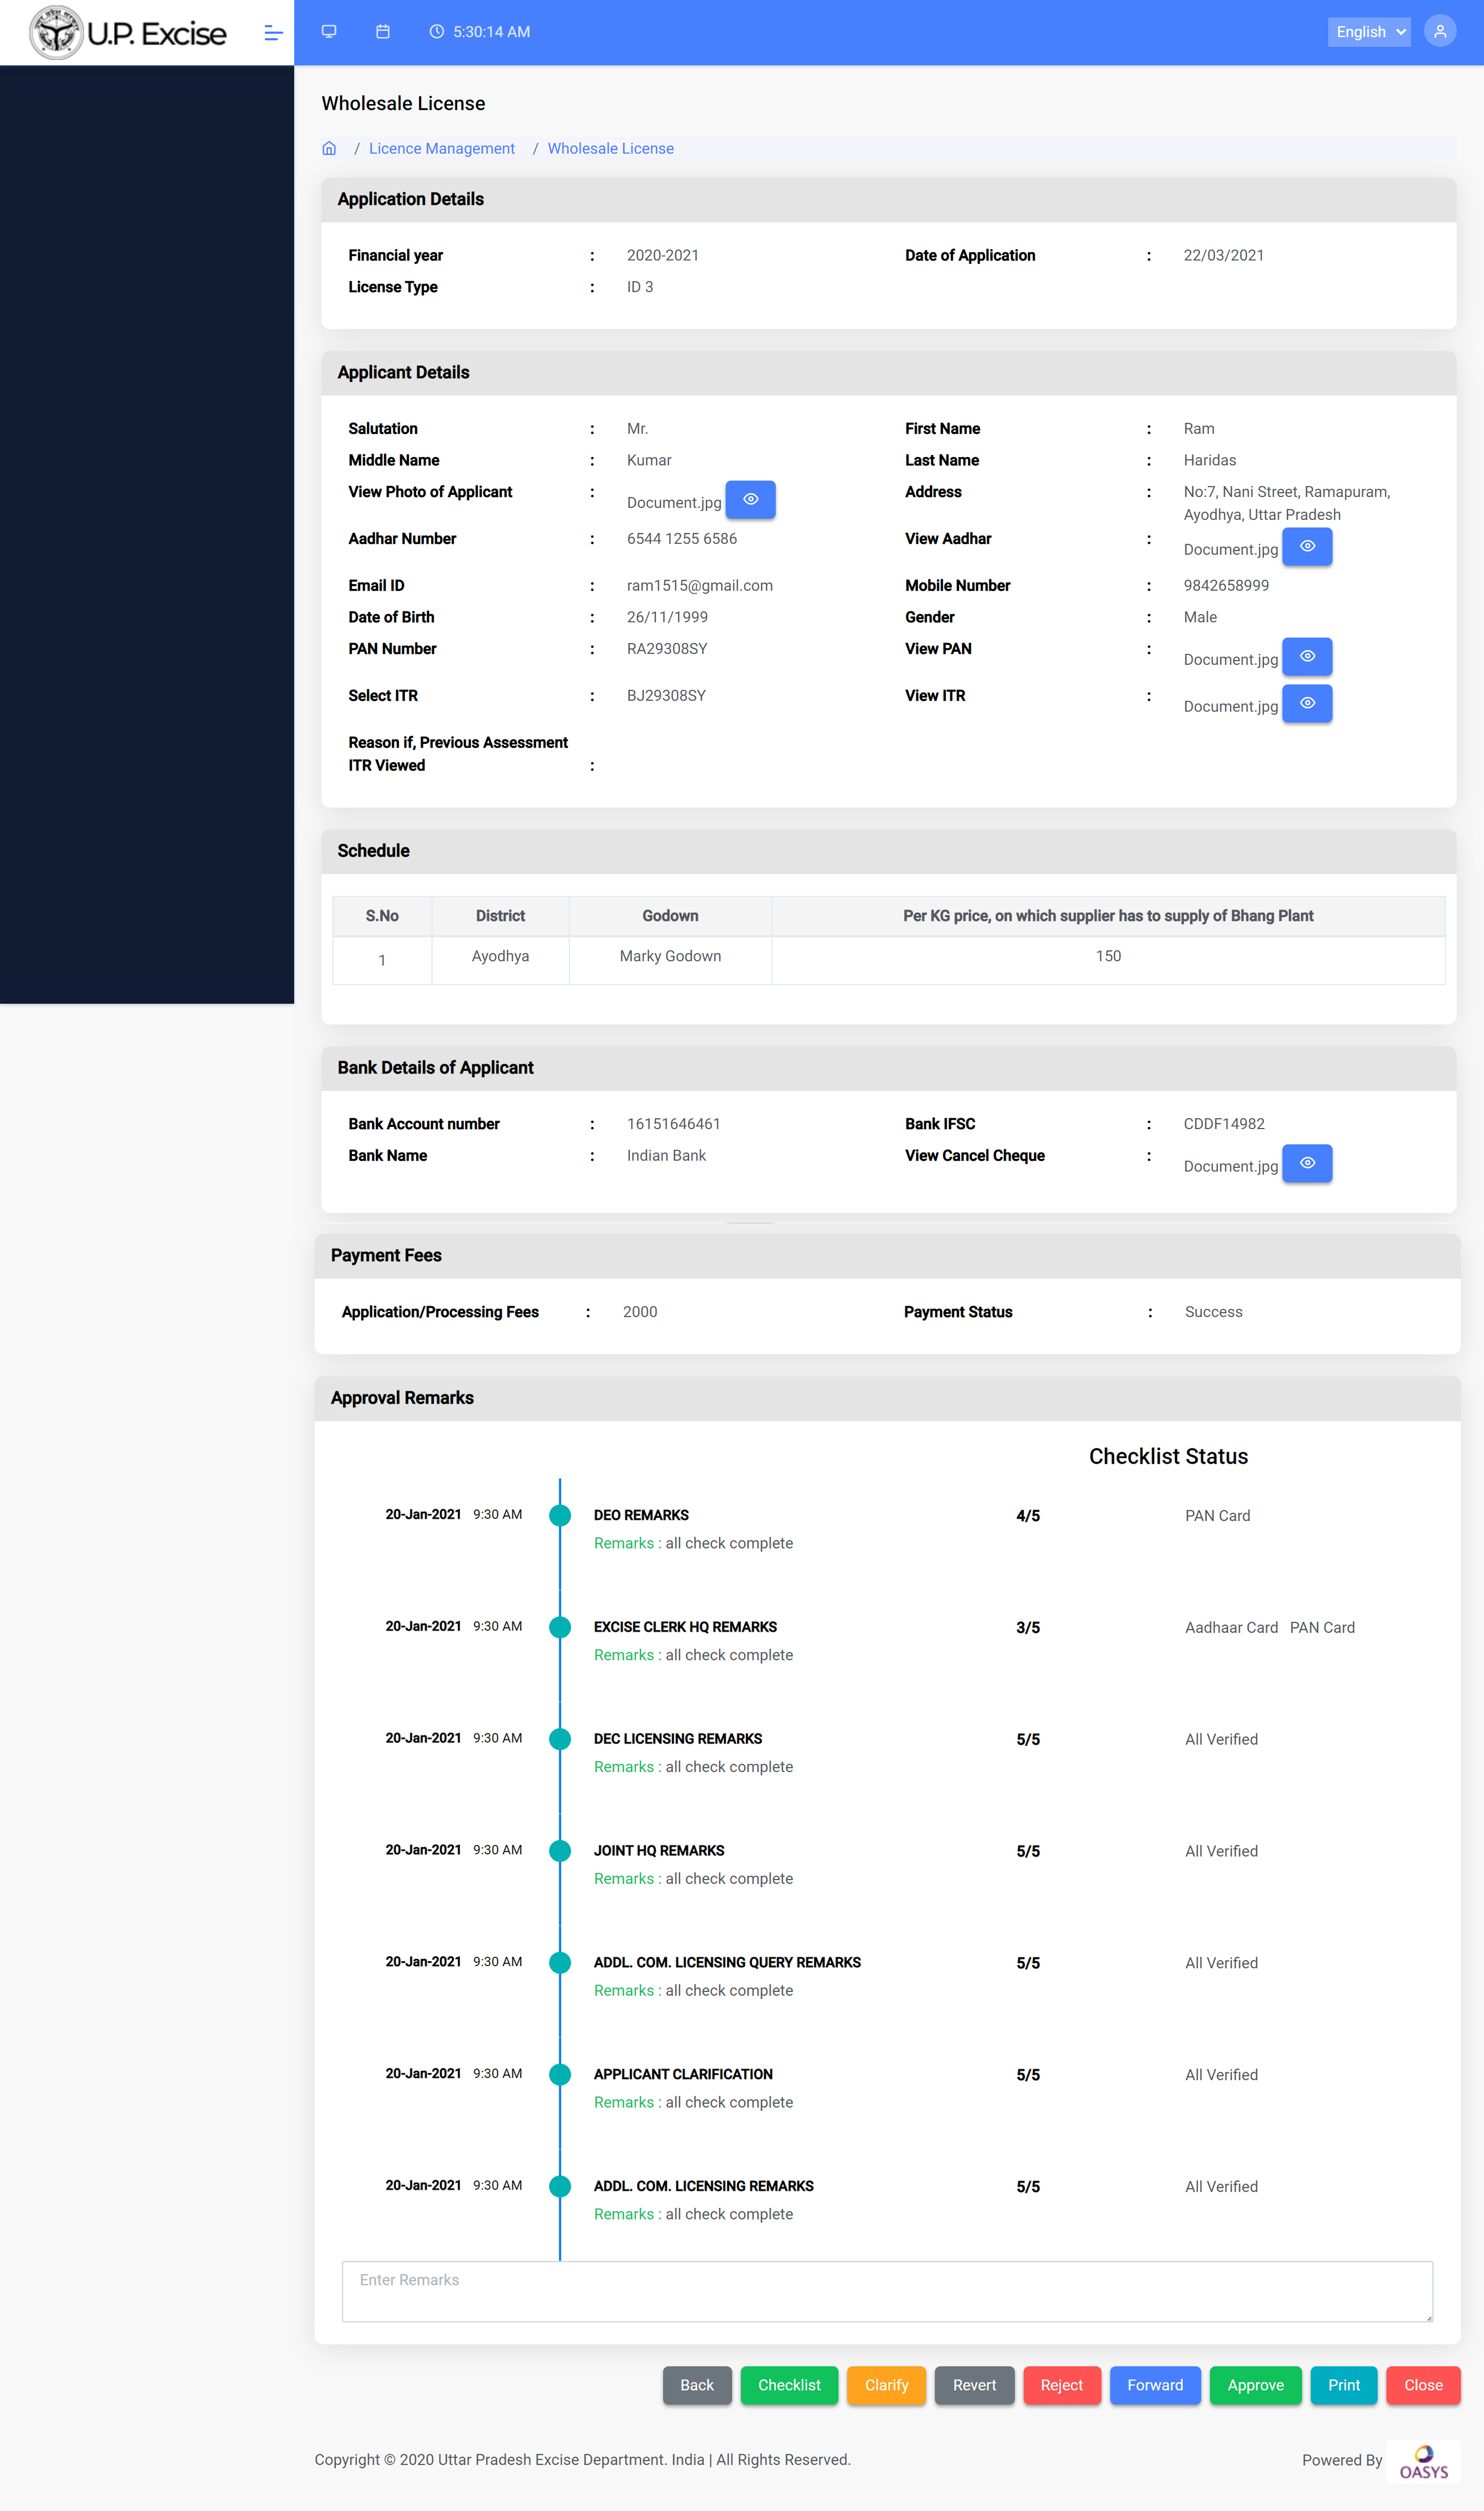 U.P. Excise
5:30:14 AM
English
Wholesale License
/ Licence Management / Wholesale License
Application Details
Financial year : 2020-2021 Date of Application : 22/03/2021
License Type : ID 3
Applicant Details
Salutation : Mr. First Name : Ram
Middle Name : Kumar Last Name : Haridas
View Photo of Applicant : Document.jpg Address : No:7, Nani Street, Ramapuram,
Ayodhya, Uttar Pradesh
Aadhar Number : 6544 1255 6586 View Aadhar : Document.jpg
Email ID : ram1515@gmail.com Mobile Number : 9842658999
Date of Birth : 26/11/1999 Gender : Male
PAN Number : RA29308SY View PAN : Document.jpg
Select ITR : BJ29308SY View ITR : Document.jpg
Reason if, Previous Assessment
ITR Viewed :
Schedule
S.No District Godown Per KG price, on which supplier has to supply of Bhang Plant
1 Ayodhya Marky Godown 150
Bank Details of Applicant
Bank Account number : 16151646461 Bank IFSC : CDDF14982
Bank Name : Indian Bank View Cancel Cheque : Document.jpg
Payment Fees
Application/Processing Fees : 2000 Payment Status : Success
Approval Remarks
Checklist Status
20-Jan-2021 9:30 AM DEO REMARKS 4/5 PAN Card
Remarks : all check complete
20-Jan-2021 9:30 AM EXCISE CLERK HQ REMARKS 3/5 Aadhaar Card PAN Card
Remarks : all check complete
20-Jan-2021 9:30 AM DEC LICENSING REMARKS 5/5 All Verified
Remarks : all check complete
20-Jan-2021 9:30 AM JOINT HQ REMARKS 5/5 All Verified
Remarks : all check complete
20-Jan-2021 9:30 AM ADDL. COM. LICENSING QUERY REMARKS 5/5 All Verified
Remarks : all check complete
20-Jan-2021 9:30 AM APPLICANT CLARIFICATION 5/5 All Verified
Remarks : all check complete
20-Jan-2021 9:30 AM ADDL. COM. LICENSING REMARKS 5/5 All Verified
Remarks : all check complete
Enter Remarks
Back Checklist Clarify Revert Reject Forward Approve Print Close
Copyright © 2020 Uttar Pradesh Excise Department. India | All Rights Reserved. Powered By OASYS